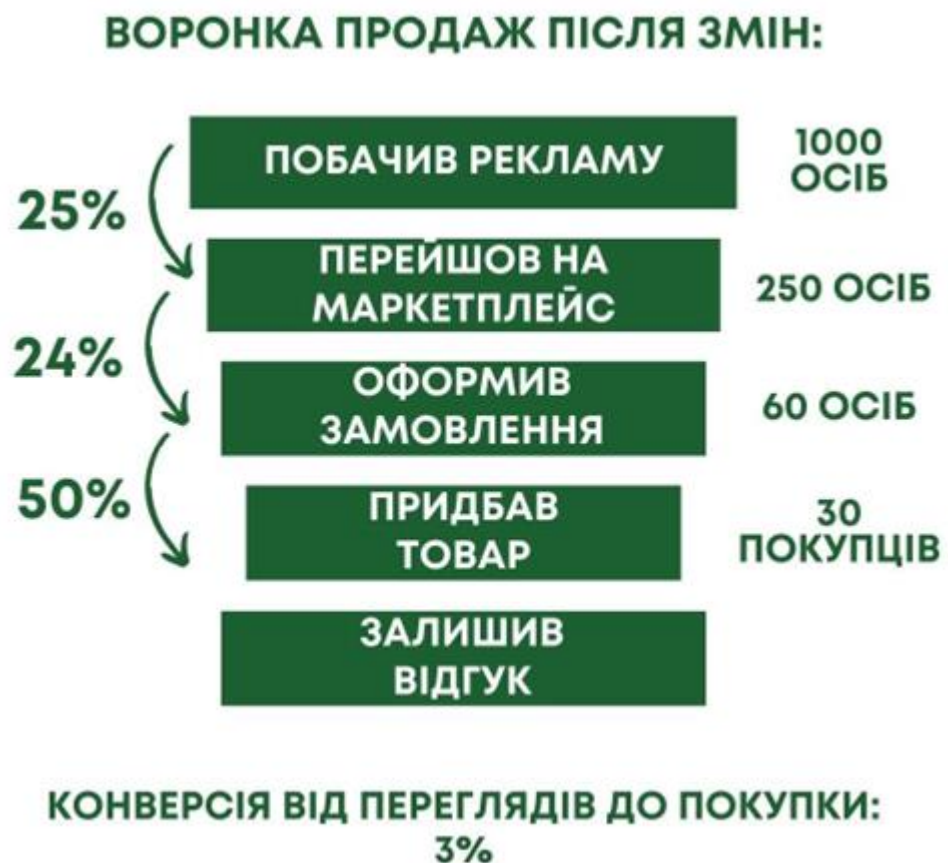 ВОРОНКА ПРОДАЖ ПІСЛЯ ЗМІН:
ПОБАЧИВ РЕКЛАМУ
1000
ОСІБ
25%
ПЕРЕЙШОВ НА
МАРКЕТПЛЕЙС
250 ОСІБ
24%
ОФОРМИВ
ЗАМОВЛЕННЯ
60 ОСІБ
50%
ПРИДБАВ
ТОВАР
30
ПОКУПЦІВ
ЗАЛИШИВ
ВІДГУК
КОНВЕРСІЯ ВІД ПЕРЕГЛЯДІВ ДО ПОКУПКИ:
3%